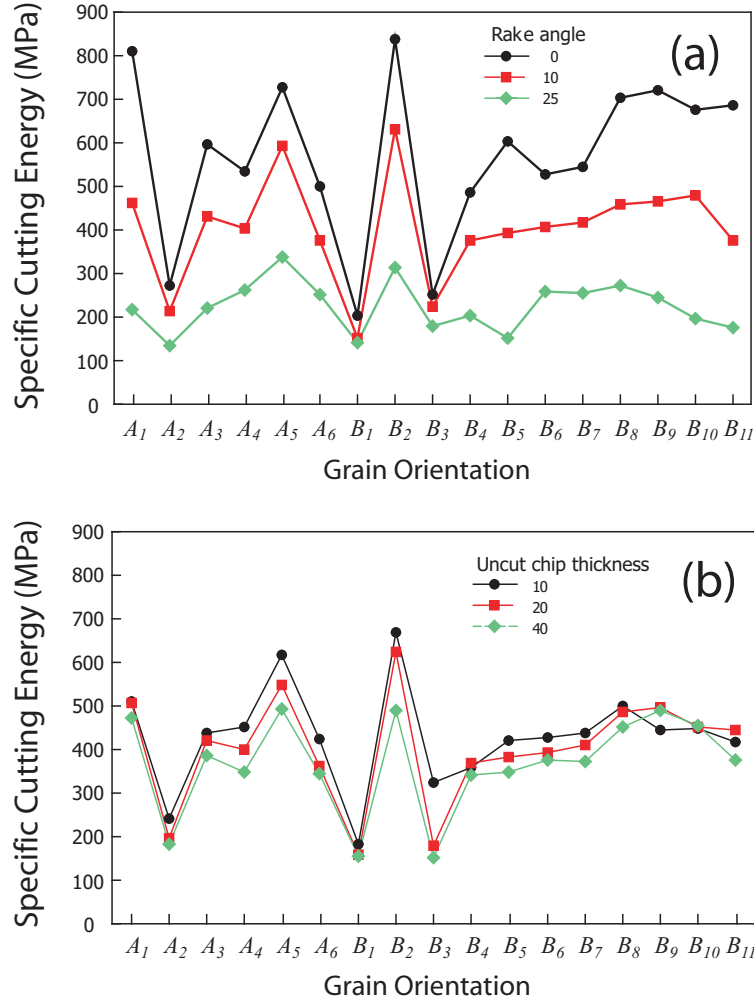 900
800
700
600
500
400
300
200
100
0
Specific Cutting Energy (MPa)
Rake angle
0
10
25
(a)
A1 A2 A3 A4 A5 A6 B1 B2 B3 B4 B5 B6 B7 B8 B9 B10 B11
Grain Orientation
900
800
700
600
500
400
300
200
100
0
Specific Cutting Energy (MPa)
Uncut chip thickness
10
20
40
(b)
A1 A2 A3 A4 A5 A6 B1 B2 B3 B4 B5 B6 B7 B8 B9 B10 B11
Grain Orientation